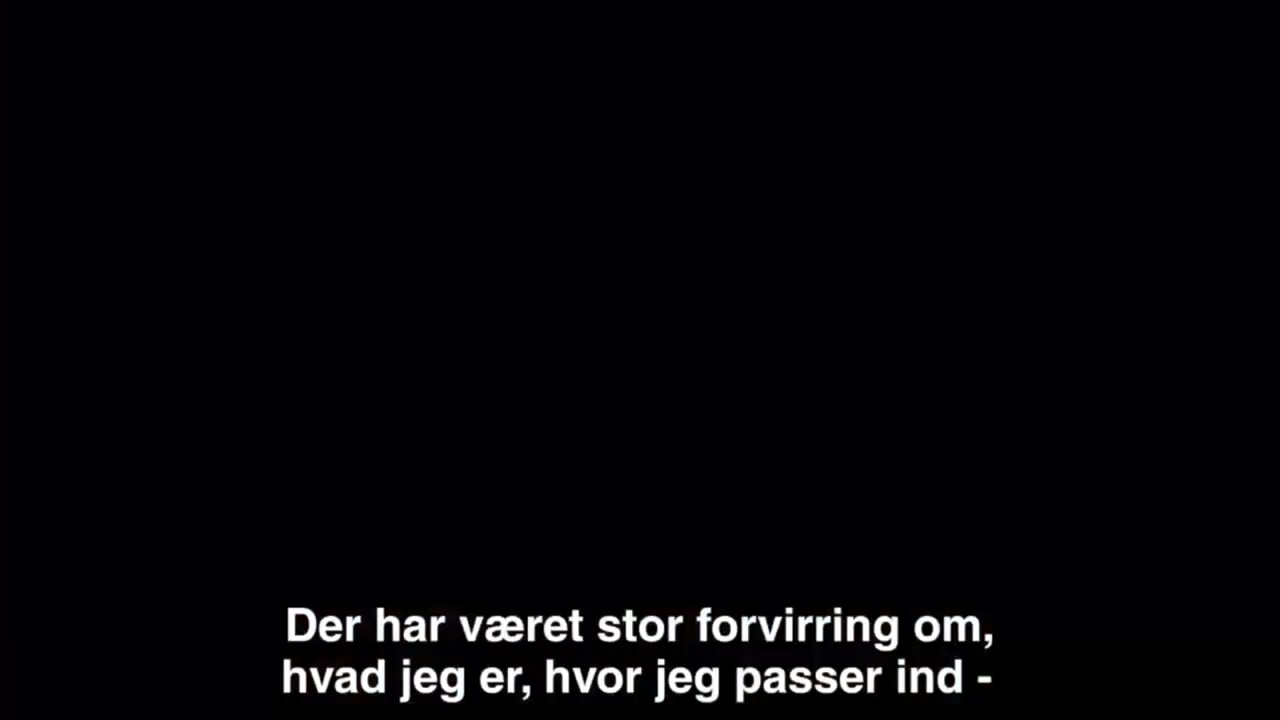 Der har været stor forvirring om,
hvad jeg er, hvor jeg passer ind -